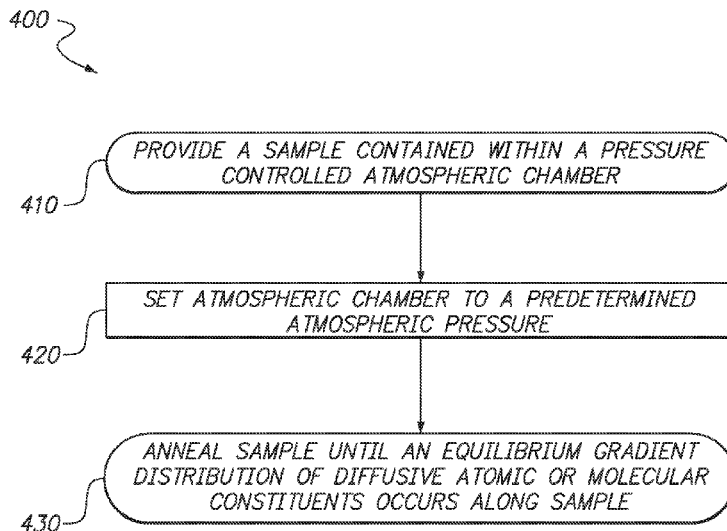 400
PROVIDE A SAMPLE CONTAINED WITHIN A PRESSURE
CONTROLLED ATMOSPHERIC CHAMBER
410
SET ATMOSPHERIC CHAMBER TO A PREDETERMINED
ATMOSPHERIC PRESSURE
420
ANNEAL SAMPLE UNTIL AN EQUILIBRIUM GRADIENT
DISTRIBUTION OF DIFFUSIVE ATOMIC OR MOLECULAR
CONSTITUENTS OCCURS ALONG SAMPLE
430